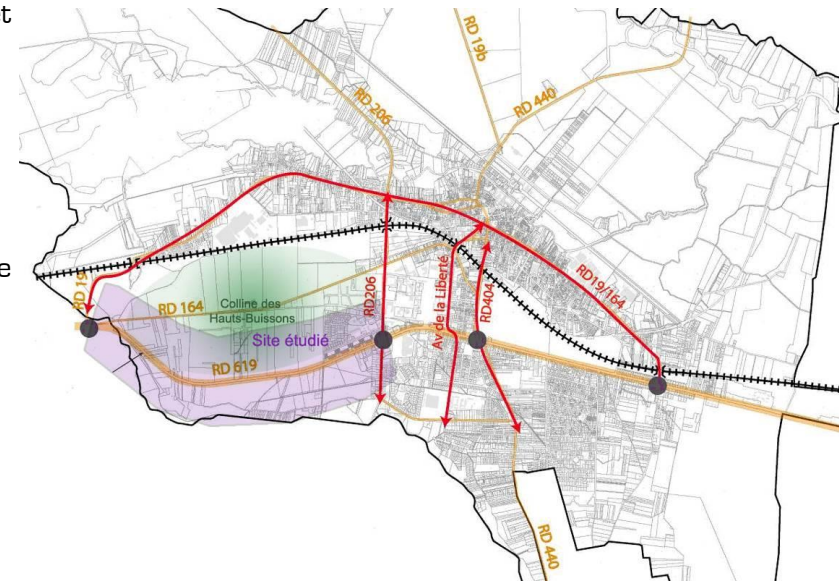 et
RD 19b
RD 440
RD 206
e
RD 19
RD 164
Colline des
Hauts-Buissons
Site étudié
RD206
Av de la Liberté
RD404
RD19/164
RD 619
RD 440